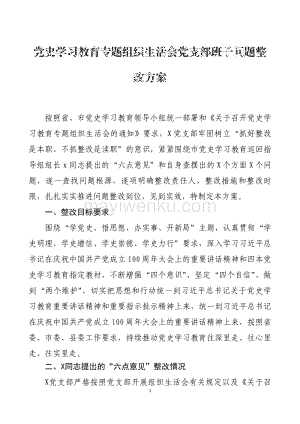 党史学习教育专题组织生活会党支部班子问题整
改方案
按照省、市党史学习教育领导小组统一部署和《关于召开党史学
习教育专题组织生活会的通知》要求，X党支部牢固树立“抓好整改
是本职、不抓整改是渎职”的意识，紧紧围绕市党史学习教育巡回指
导组组长x同志提出的“六点意见”和自身查摆出的X个方面X个问
题，逐一查找问题根源、逐项明确整改责任人、整改措施和整改时
限，扎扎实实推进问题整改到位、见到实效，特制定本方案。
mayiwenku.com
一、整改目标要求
围绕“学党史、悟思想、办实事、开新局”主题，认真贯彻“学
史明理、学史增信、学史崇德、学史力行”要求，深入学习习近平总
书记在庆祝中国共产党成立100周年大会上的重要讲话精神和四本党
史学习教育指定教材，不断增强“四个意识”、坚定“四个自信”、做
到“两个维护”，切实把思想和行动统一到习近平总书记关于党史学
习教育重要讲话精神和重要指示批示精神上来，统一到习近平总书记
在庆祝中国共产党成立100周年大会上的重要讲话精神上来。按照省
委、市委、县委工作要求，持续推动党史学习教育往深里走、往心里
走、往实里走。
二、X同志提出的“六点意见”整改情况
X党支部严格按照党支部开展组织生活会有关规定以及《关于召